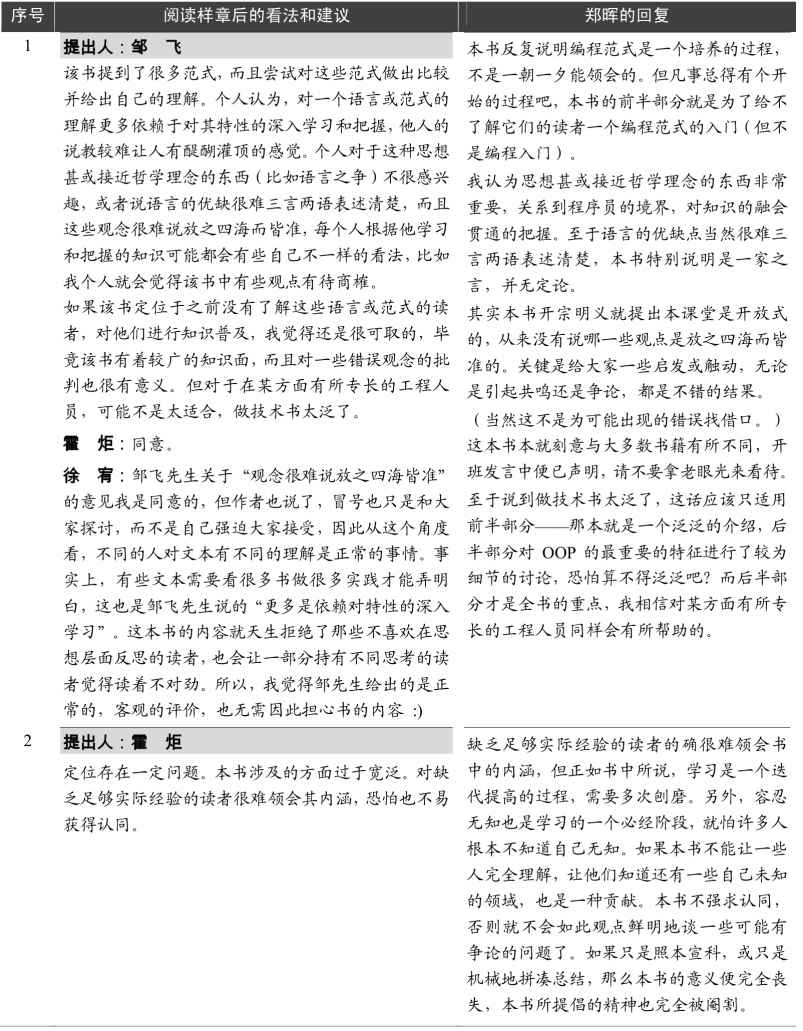 序号
阅读样章后的看法和建议
郑晖的回复
1
提出人：邹　飞
该书提到了很多范式，而且尝试对这些范式做出比较
并给出自己的理解。个人认为，对一个语言或范式的
理解更多依赖于对其特性的深入学习和把握，他人的
说教较难让人有醍醐灌顶的感觉。个人对于这种思想
甚或接近哲学理念的东西（比如语言之争）不很感兴
趣，或者说语言的优缺很难三言两语表述清楚，而且
这些观念很难说放之四海而皆准，每个人根据他学习
和把握的知识可能都会有些自己不一样的看法，比如
我个人就会觉得该书中有些观点有待商榷。
如果该书定位于之前没有了解这些语言或范式的读
者，对他们进行知识普及，我觉得还是很可取的，毕
竟该书有着较广的知识面，而且对一些错误观念的批
判也很有意义。但对于在某方面有所专长的工程人
员，可能不是太适合，做技术书太泛了。
霍　炬：同意。
徐　宥：邹飞先生关于“观念很难说放之四海皆准”
的意见我是同意的，但作者也说了，冒号也只是和大
家探讨，而不是自己强迫大家接受，因此从这个角度
看，不同的人对文本有不同的理解是正常的事情。事
实上，有些文本需要看很多书做很多实践才能弄明
白，这也是邹飞先生说的“更多是依赖对特性的深入
学习”。这本书的内容就天生拒绝了那些不喜欢在思
想层面反思的读者，也会让一部分持有不同思考的读
者觉得读着不对劲。所以，我觉得邹先生给出的是正
常的，客观的评价，也无需因此担心书的内容 :)
本书反复说明编程范式是一个培养的过程，
不是一朝一夕能领会的。但凡事总得有个开
始的过程吧，本书的前半部分就是为了给不
了解它们的读者一个编程范式的入门（但不
是编程入门）。
我认为思想甚或接近哲学理念的东西非常
重要，关系到程序员的境界，对知识的融会
贯通的把握。至于语言的优缺点当然很难三
言两语表述清楚，本书特别说明是一家之
言，并无定论。
其实本书开宗明义就提出本课堂是开放式
的，从来没有说哪一些观点是放之四海而皆
准的。关键是给大家一些启发或触动，无论
是引起共鸣还是争论，都是不错的结果。
（当然这不是为可能出现的错误找借口。）
这本书本就刻意与大多数书籍有所不同，开
班发言中便已声明，请不要拿老眼光来看待。
至于说到做技术书太泛了，这话应该只适用
前半部分——那本就是一个泛泛的介绍，后
半部分对 OOP 的最重要的特征进行了较为
细节的讨论，恐怕算不得泛泛吧？而后半部
分才是全书的重点，我相信对某方面有所专
长的工程人员同样会有所帮助的。
2
提出人：霍　炬
定位存在一定问题。本书涉及的方面过于宽泛。对缺
乏足够实际经验的读者很难领会其内涵，恐怕也不易
获得认同。
缺乏足够实际经验的读者的确很难领会书
中的内涵，但正如书中所说，学习是一个迭
代提高的过程，需要多次刨磨。另外，容忍
无知也是学习的一个必经阶段，就怕许多人
根本不知道自己无知。如果本书不能让一些
人完全理解，让他们知道还有一些自己未知
的领域，也是一种贡献。本书不强求认同，
否则就不会如此观点鲜明地谈一些可能有
争论的问题了。如果只是照本宣科，或只是
机械地拼凑总结，那么本书的意义便完全丧
失，本书所提倡的精神也完全被阉割。